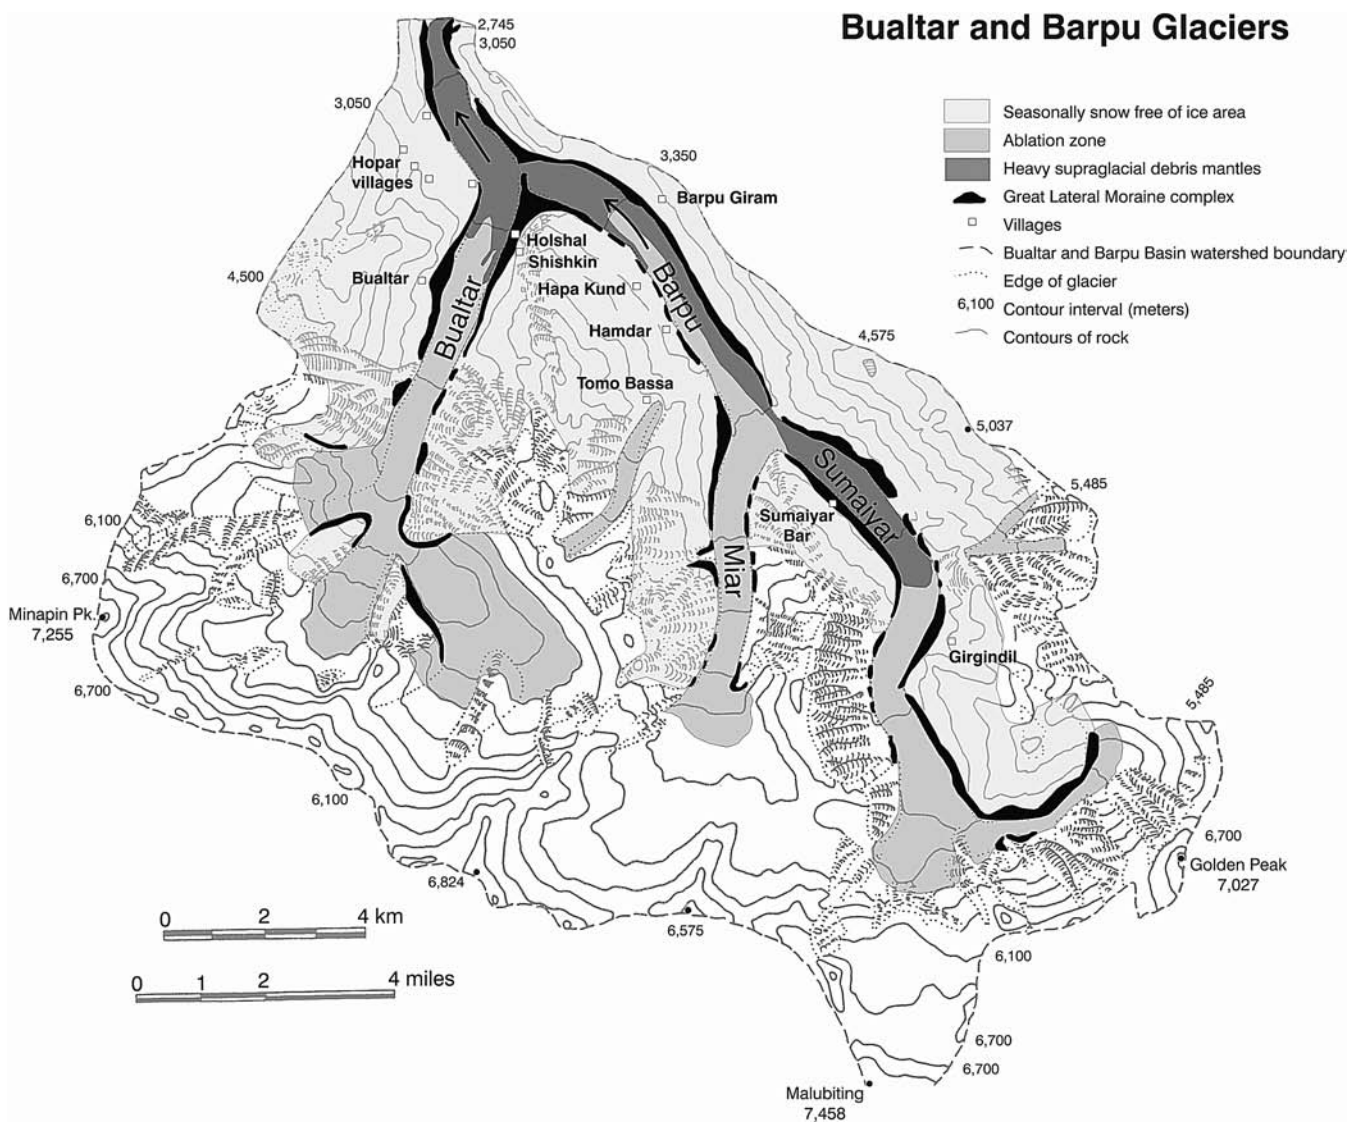 Bualtar and Barpu Glaciers
2,745
3,050
3,050
Seasonally snow free of ice area
Ablation zone
Heavy supraglacial debris mantles
Great Lateral Moraine complex
Villages
Bualtar and Barpu Basin watershed boundary
Edge of glacier
6,100 Contour interval (meters)
Contours of rock
Hopar
villages
3,350
Barpu Giram
Holshal
Shishkin
4,500
Bualtar
Hapa Kund
Bualtar
Barpu
Hamdar
4,575
Tomo Bassa
5,037
Sumaiyar
5,485
Sumaiyar
Bar
6,100
Miar
6,700
Minapin Pk.
7,255
Girgindil
6,700
5,485
6,100
6,700
Golden Peak
7,027
6,824
0 2 4 km
6,575
6,100
0 1 2 4 miles
6,700
6,700
Malubiting
7,458